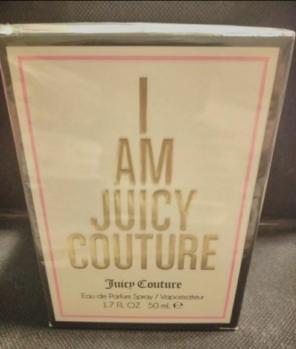 I
AM
JUICY
COUTURE
Juicy Couture
Eau de Parfum Spray / Vaporisateur
1.7 FL OZ 50 mL ℮